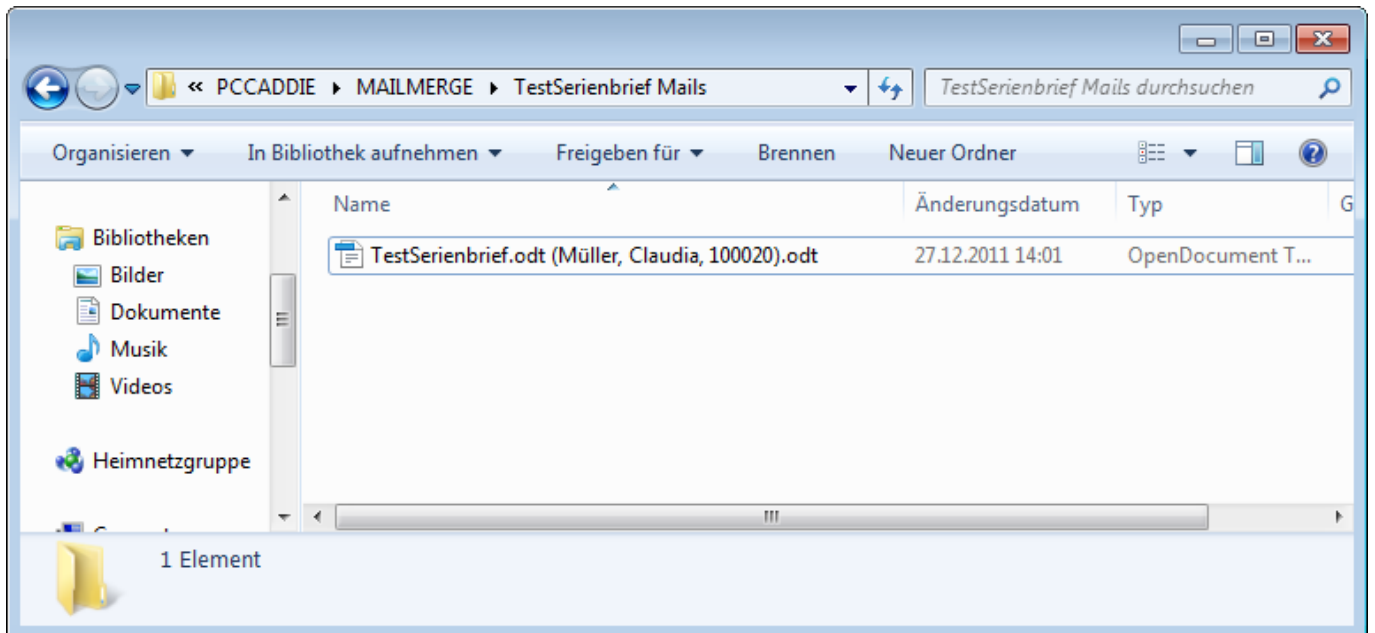 « PCCADDIE ▸ MAILMERGE ▸ TestSerienbrief Mails TestSerienbrief Mails durchsuchen
Organisieren In Bibliothek aufnehmen Freigeben für Brennen Neuer Ordner
Name Änderungsdatum Typ G
Bibliotheken
TestSerienbrief.odt (Müller, Claudia, 100020).odt 27.12.2011 14:01 OpenDocument T...
Bilder
Dokumente
Musik
Videos
Heimnetzgruppe
1 Element